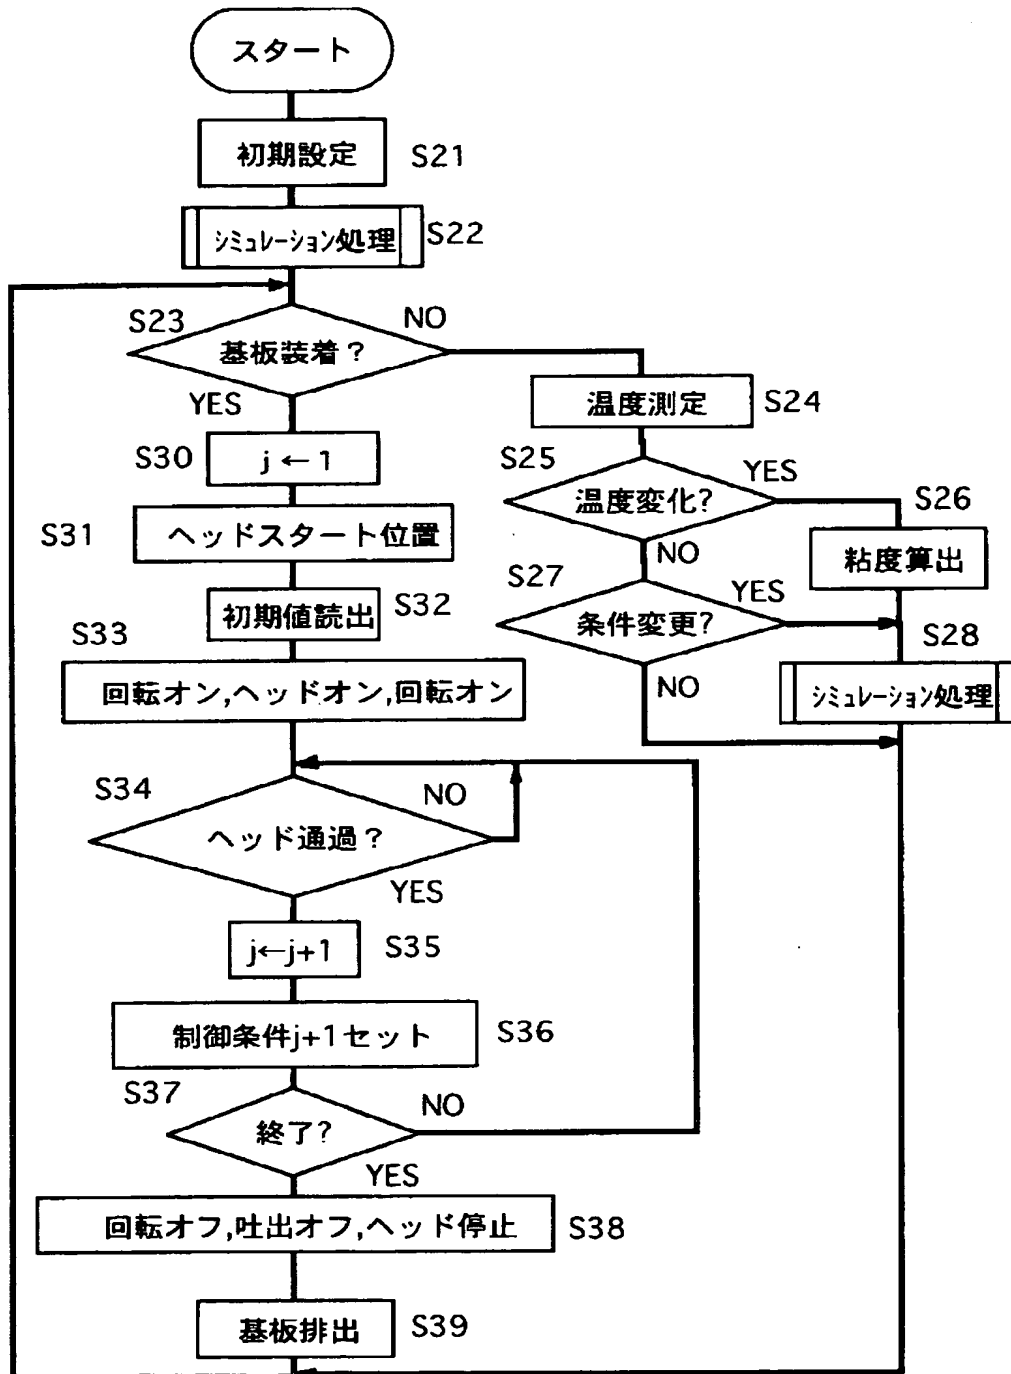 スタート
初期設定
S21
シミュレーション処理
S22
S23
基板装着?
NO
YES
温度測定
S24
S25
温度変化?
YES
NO
S26
粘度算出
S27
条件変更?
YES
NO
S28
シミュレーション処理
S30
j←1
S31
ヘッドスタート位置
初期値読出
S32
S33
回転オン,ヘッドオン,回転オン
S34
ヘッド通過?
NO
YES
j←j+1
S35
制御条件j+1セット
S36
S37
終了?
NO
YES
回転オフ,吐出オフ,ヘッド停止
S38
基板排出
S39